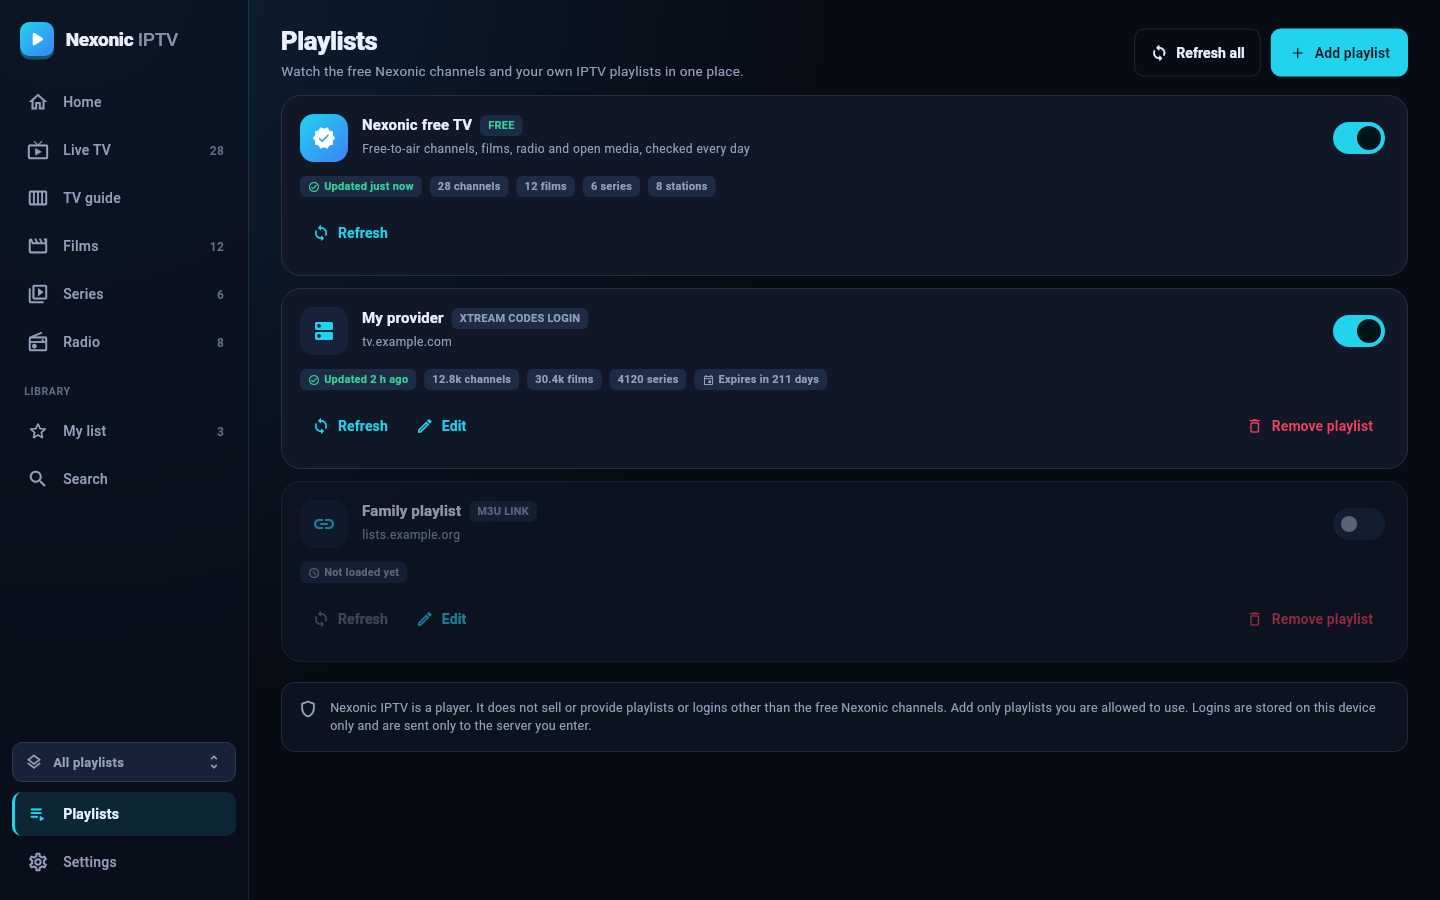 Nexonic IPTV
Home
Live TV 28
TV guide
Films 12
Series 6
Radio 8
LIBRARY
My list 3
Search
All playlists
Playlists
Settings
Playlists
Watch the free Nexonic channels and your own IPTV playlists in one place.
Refresh all
Add playlist
Nexonic free TV FREE
Free-to-air channels, films, radio and open media, checked every day
Updated just now 28 channels 12 films 6 series 8 stations
Refresh
My provider XTREAM CODES LOGIN
tv.example.com
Updated 2 h ago 12.8k channels 30.4k films 4120 series Expires in 211 days
Refresh Edit Remove playlist
Family playlist M3U LINK
lists.example.org
Not loaded yet
Refresh Edit Remove playlist
Nexonic IPTV is a player. It does not sell or provide playlists or logins other than the free Nexonic channels. Add only playlists you are allowed to use. Logins are stored on this device
only and are sent only to the server you enter.